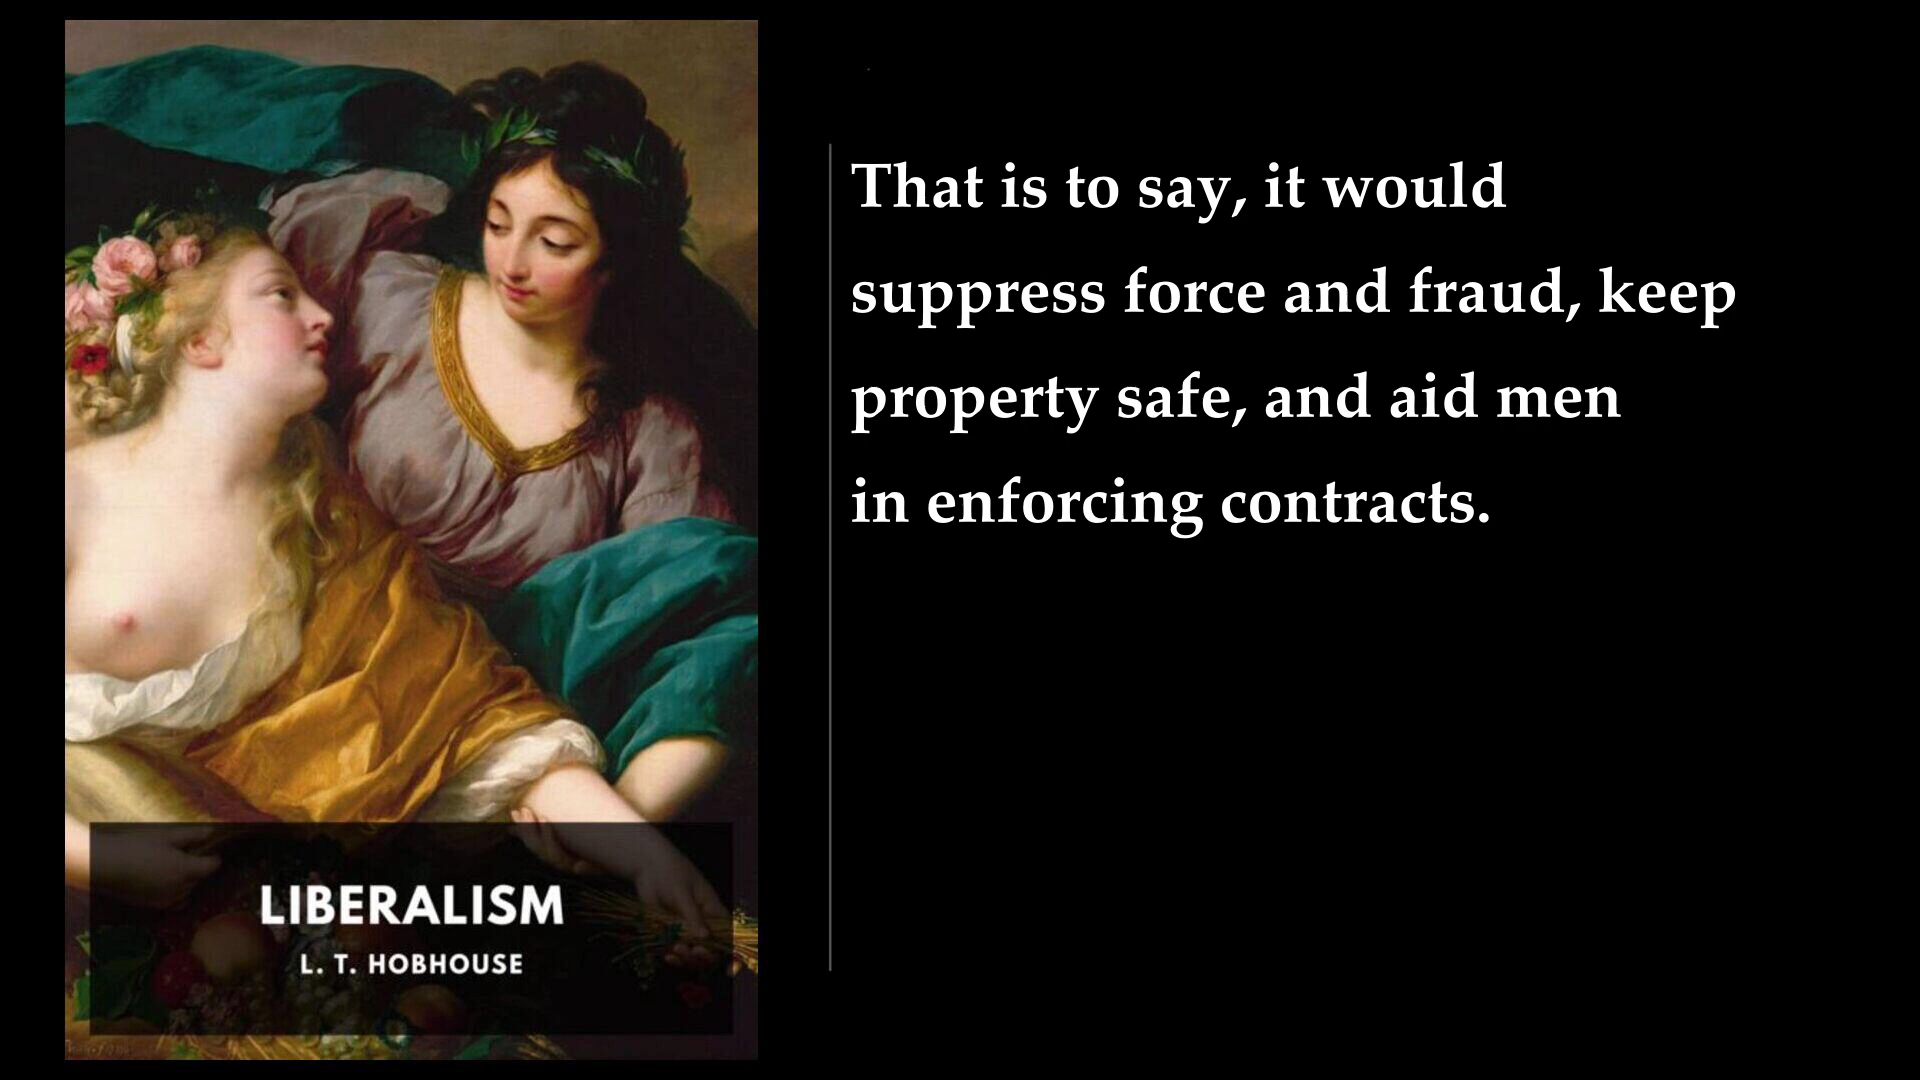 That is to say, it would
suppress force and fraud, keep
property safe, and aid men
in enforcing contracts.
LIBERALISM
L. T. HOBHOUSE